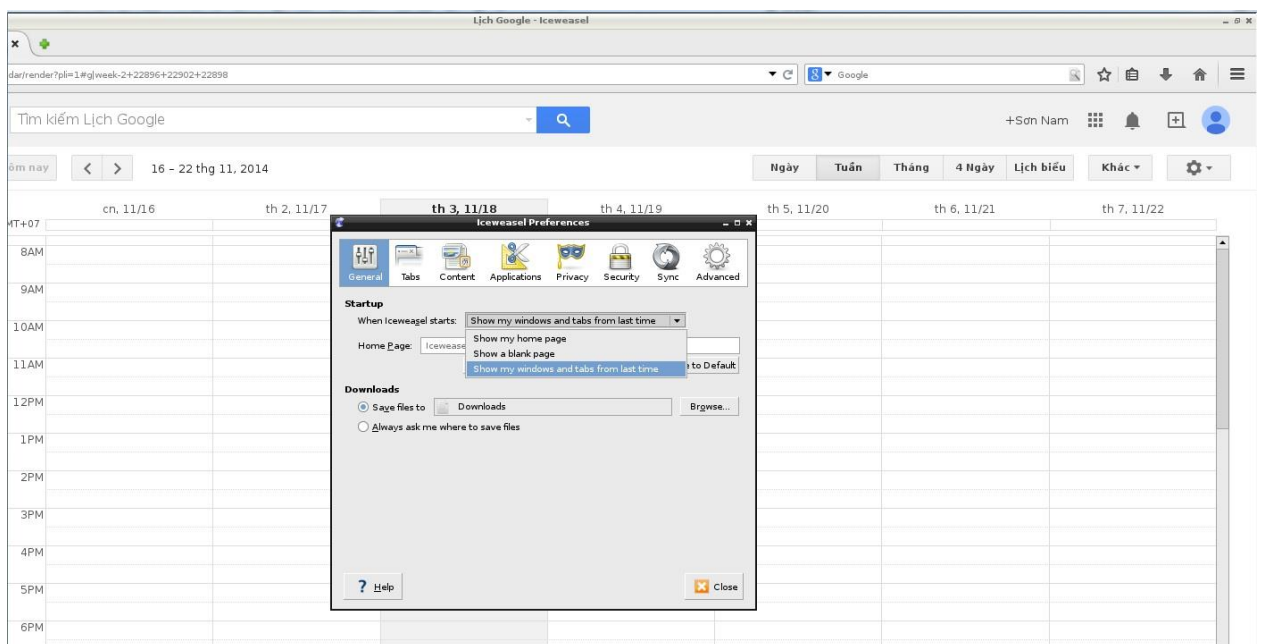 Lịch Google - Iceweasel
dar/render?pli=1#g|week-2+22896+22902+22898
Google
Tìm kiếm Lịch Google
+Sơn Nam
ôm nay
16 – 22 thg 11, 2014
Ngày Tuần Tháng 4 Ngày Lịch biểu Khác
cn, 11/16 th 2, 11/17 th 3, 11/18 th 4, 11/19 th 5, 11/20 th 6, 11/21 th 7, 11/22
MT+07
Iceweasel Preferences
General Tabs Content Applications Privacy Security Sync Advanced
Startup
When Iceweasel starts: Show my windows and tabs from last time
Show my home page
Home Page: Icewease
Show a blank page
Show my windows and tabs from last time
e to Default
Downloads
Save files to Downloads Browse...
Always ask me where to save files
? Help
Close
8AM
9AM
10AM
11AM
12PM
1PM
2PM
3PM
4PM
5PM
6PM